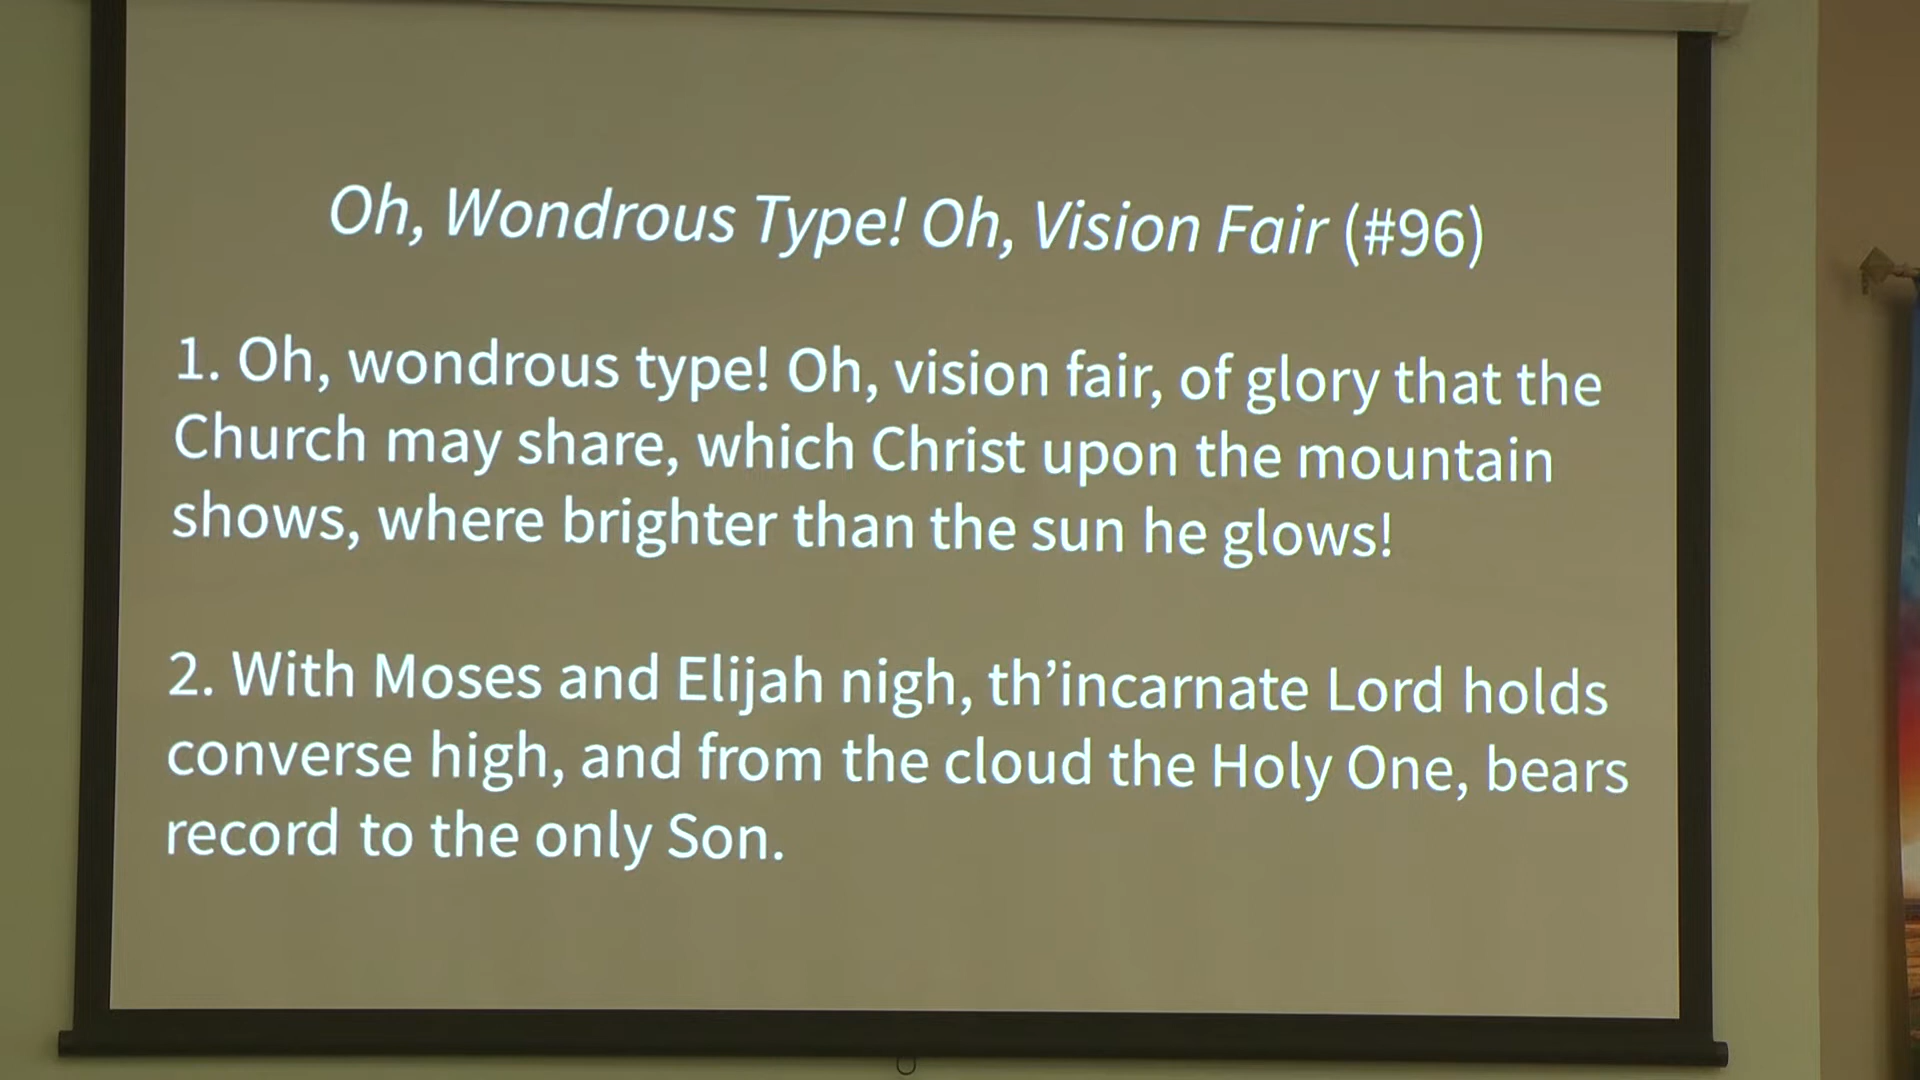 Oh, Wondrous Type! Oh, Vision Fair (#96)
1. Oh, wondrous type! Oh, vision fair, of glory that the
Church may share, which Christ upon the mountain
shows, where brighter than the sun he glows!
2. With Moses and Elijah nigh, th’incarnate Lord holds
converse high, and from the cloud the Holy One, bears
record to the only Son.